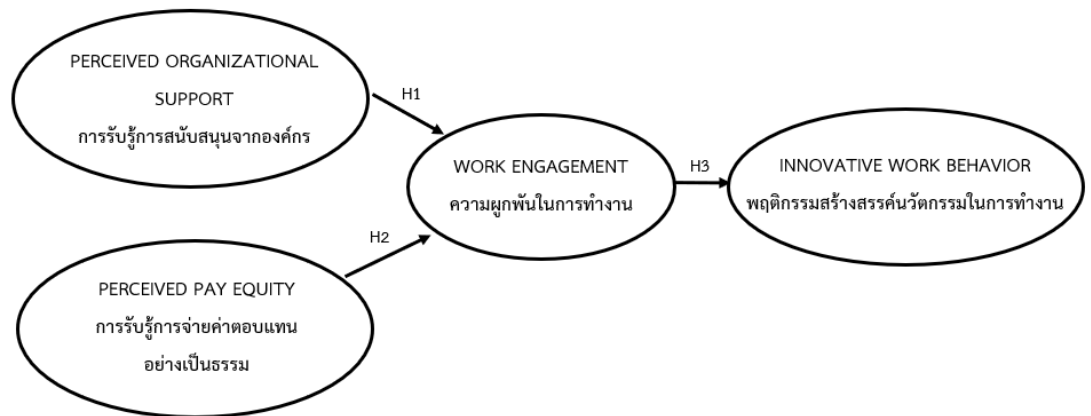 PERCEIVED ORGANIZATIONAL
SUPPORT
การรับรู้การสนับสนุนจากองค์กร
H1
WORK ENGAGEMENT
ความผูกพันในการทำงาน
H3
INNOVATIVE WORK BEHAVIOR
พฤติกรรมสร้างสรรค์นวัตกรรมในการทำงาน
H2
PERCEIVED PAY EQUITY
การรับรู้การจ่ายค่าตอบแทน
อย่างเป็นธรรม